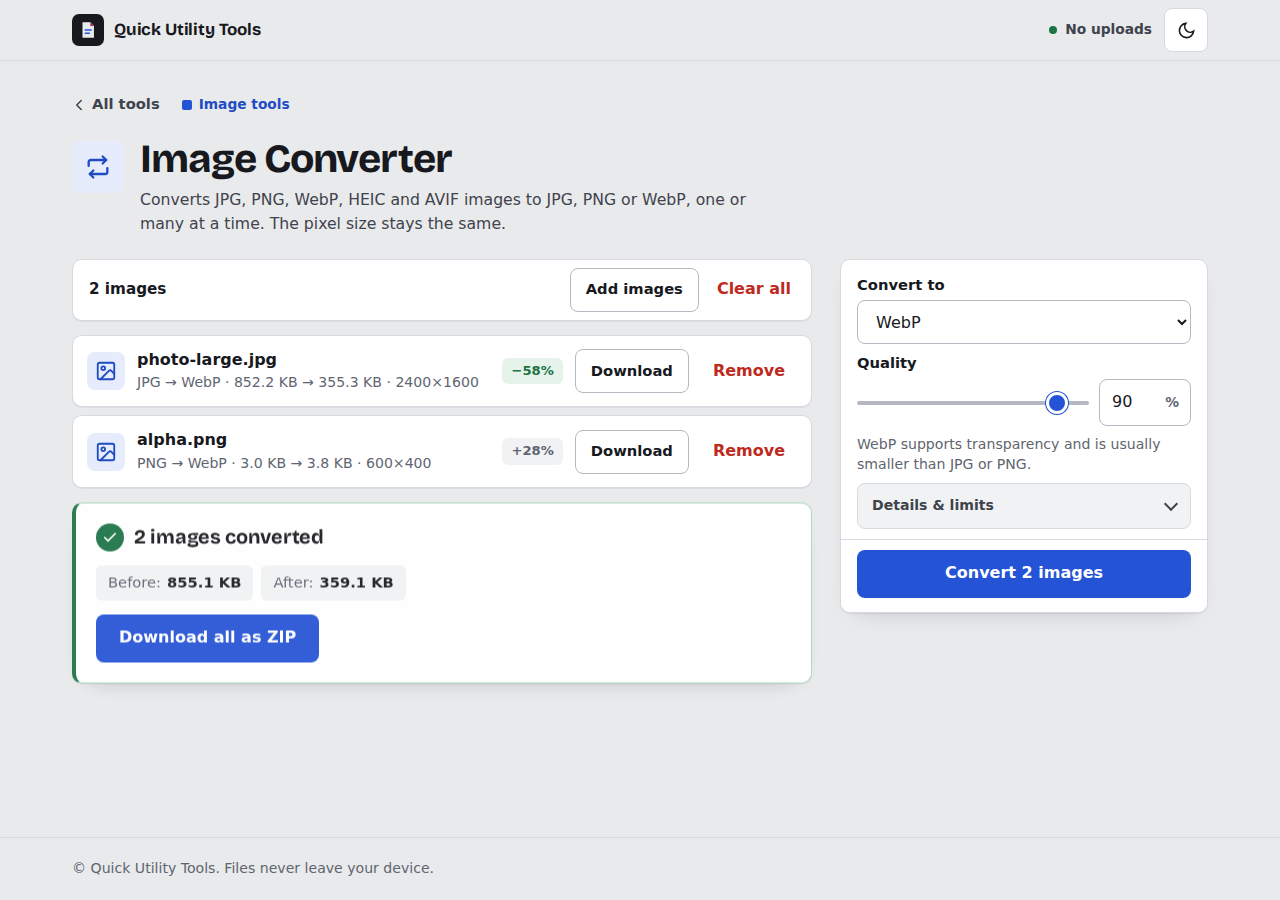 Quick Utility Tools
No uploads
All tools
Image tools
Image Converter
Converts JPG, PNG, WebP, HEIC and AVIF images to JPG, PNG or WebP, one or
many at a time. The pixel size stays the same.
2 images
Add images
Clear all
photo-large.jpg
JPG → WebP · 852.2 KB → 355.3 KB · 2400×1600
−58%
Download
Remove
alpha.png
PNG → WebP · 3.0 KB → 3.8 KB · 600×400
+28%
Download
Remove
2 images converted
Before: 855.1 KB
After: 359.1 KB
Download all as ZIP
Convert to
WebP
Quality
90 %
WebP supports transparency and is usually
smaller than JPG or PNG.
Details & limits
Convert 2 images
© Quick Utility Tools. Files never leave your device.